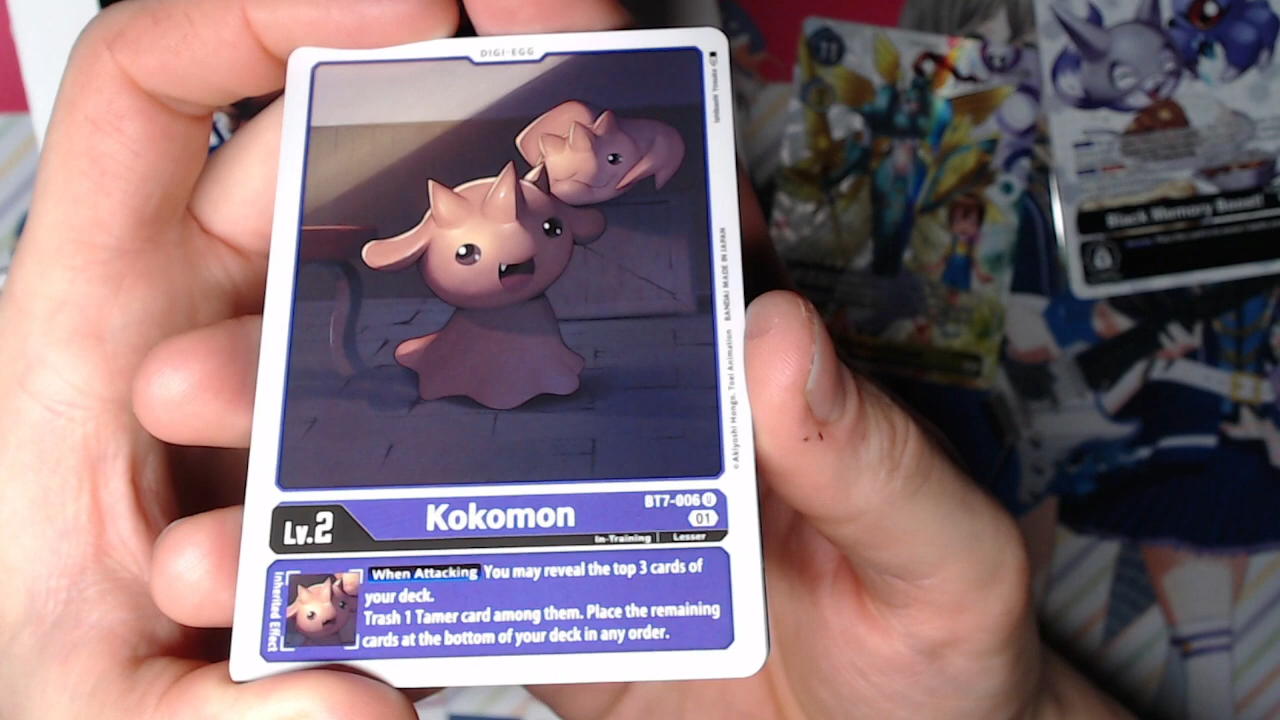 DIGI-EGG
BANDAI MADE IN JAPAN
© Akiyoshi Hongo, Toei Animation
Lv.2
Kokomon
BT7-006 U
01
In-Training
Lesser
Inherited Effect
When Attacking You may reveal the top 3 cards of
your deck.
Trash 1 Tamer card among them. Place the remaining
cards at the bottom of your deck in any order.
Black Memory Boost!
11